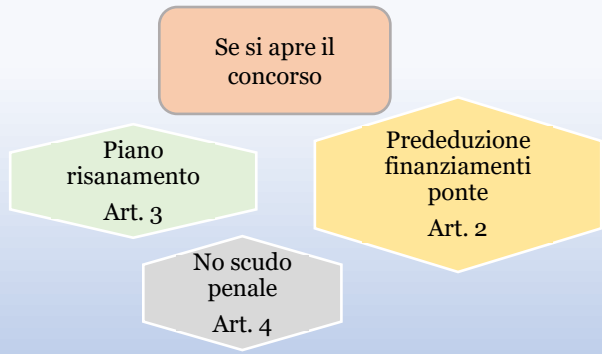 Se si apre il
concorso
Piano
risanamento
Art. 3
Prededuzione
finanziamenti
ponte
Art. 2
No scudo
penale
Art. 4